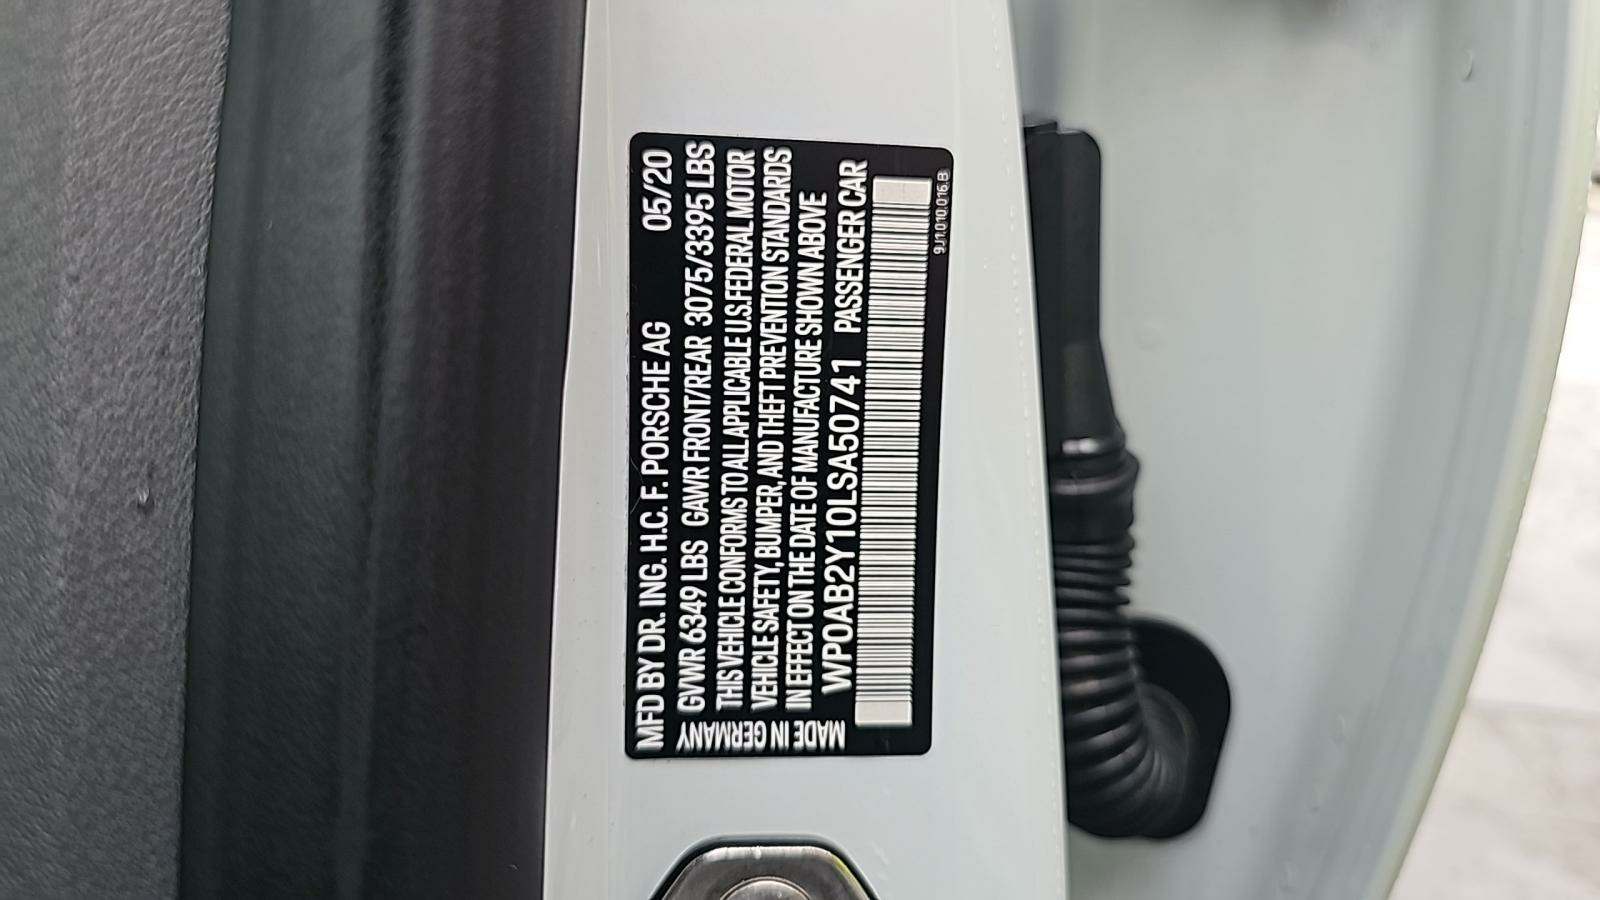 MFD BY DR. ING. H.C. F. PORSCHE AG 05/20
GVWR 6349 LBS GAWR FRONT/REAR 3075/3395 LBS
THIS VEHICLE CONFORMS TO ALL APPLICABLE U.S. FEDERAL MOTOR
VEHICLE SAFETY, BUMPER, AND THEFT PREVENTION STANDARDS
IN EFFECT ON THE DATE OF MANUFACTURE SHOWN ABOVE
WP0AB2Y10LSA50741 PASSENGER CAR
MADE IN GERMANY
9J1.010.016.B